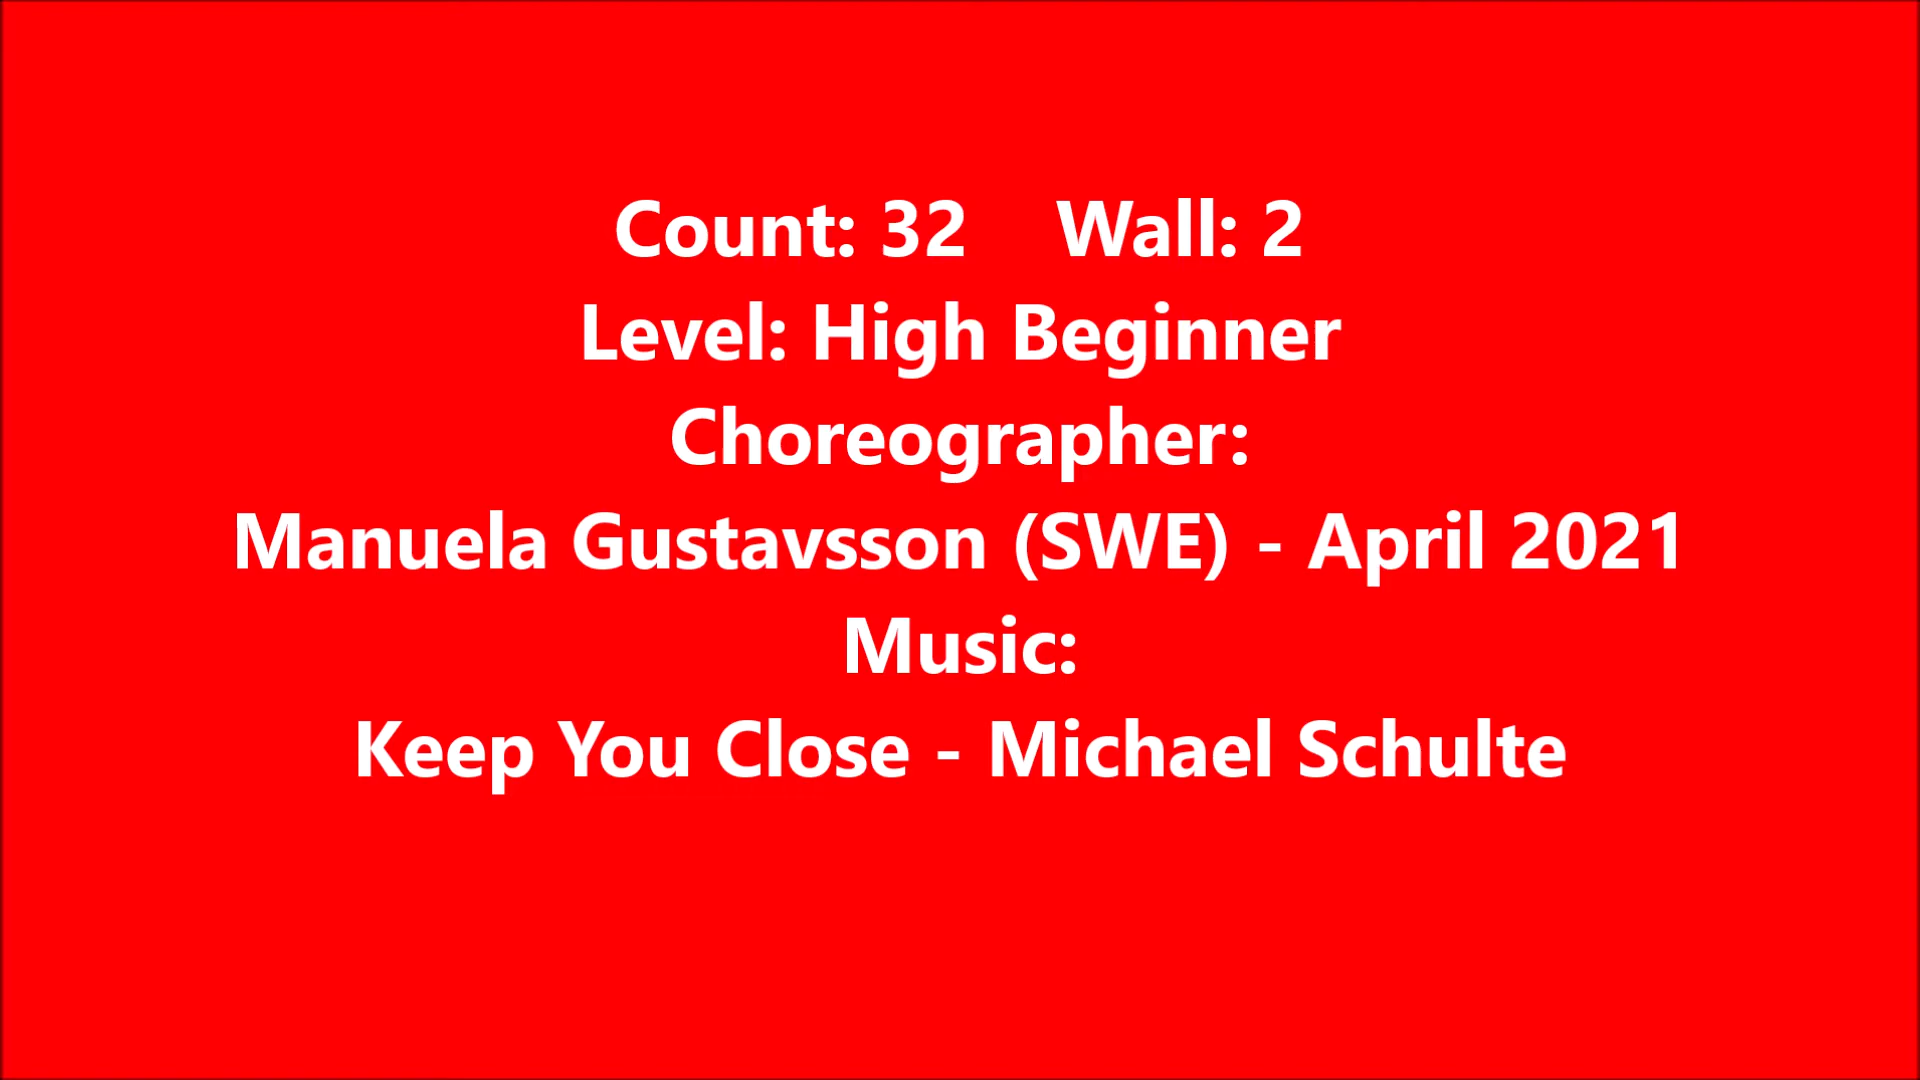 Count: 32    Wall: 2
Level: High Beginner
Choreographer:
Manuela Gustavsson (SWE) - April 2021
Music:
Keep You Close - Michael Schulte